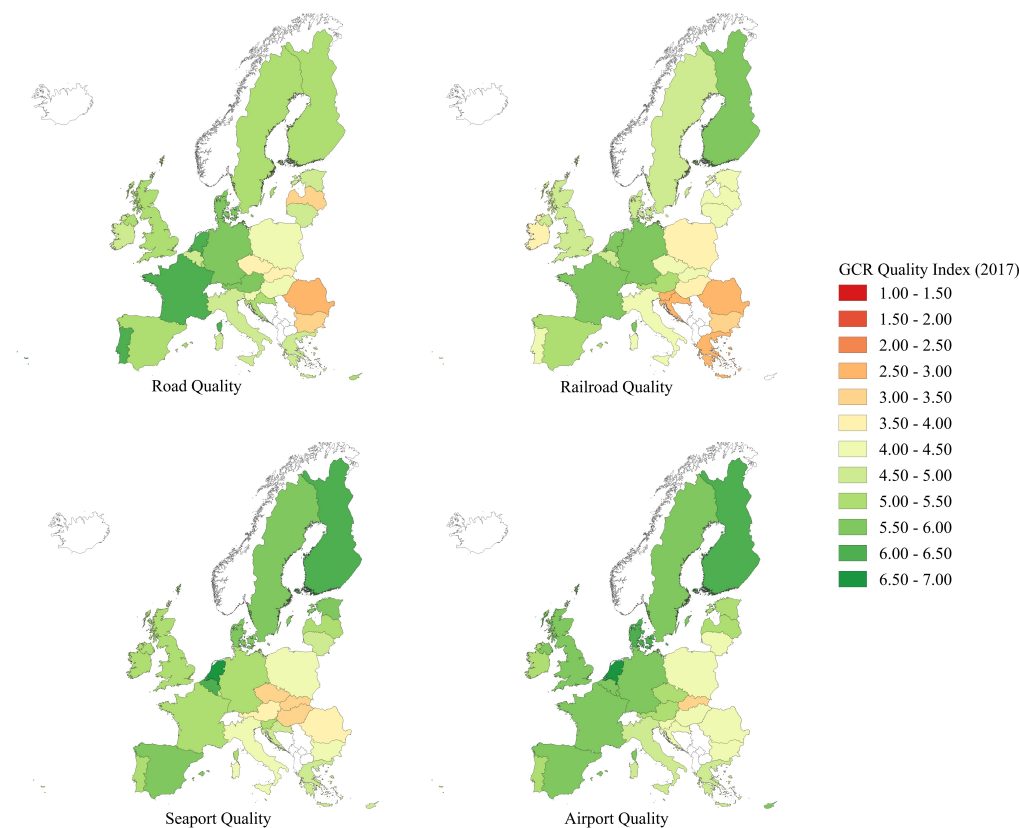 Road Quality
Railroad Quality
GCR Quality Index (2017)
1.00 - 1.50
1.50 - 2.00
2.00 - 2.50
2.50 - 3.00
3.00 - 3.50
3.50 - 4.00
4.00 - 4.50
4.50 - 5.00
5.00 - 5.50
5.50 - 6.00
6.00 - 6.50
6.50 - 7.00
Seaport Quality
Airport Quality